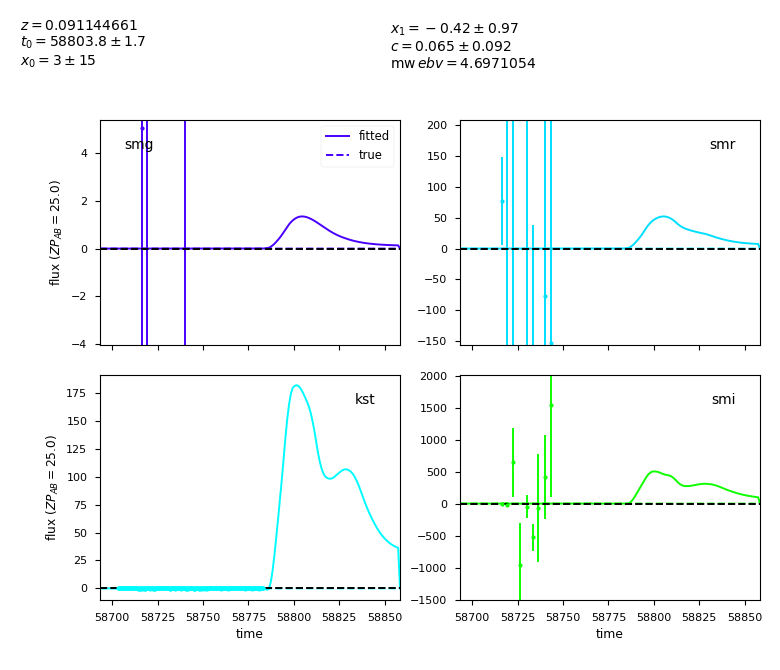 z = 0.091144661
t₀ = 58803.8 ± 1.7
x₀ = 3 ± 15
x₁ = −0.42 ± 0.97
c = 0.065 ± 0.092
mw ebv = 4.6971054
smg
fitted
true
4
2
0
−2
−4
flux (ZP_AB = 25.0)
smr
200
150
100
50
0
−50
−100
−150
kst
175
150
125
100
75
50
25
0
flux (ZP_AB = 25.0)
58700 58725 58750 58775 58800 58825 58850
time
smi
2000
1500
1000
500
0
−500
−1000
−1500
58700 58725 58750 58775 58800 58825 58850
time